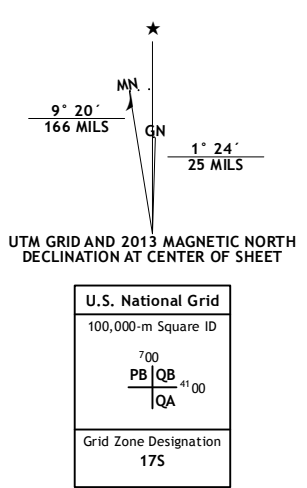 ★
MN
9° 20´
166 MILS
GN
1° 24´
25 MILS
UTM GRID AND 2013 MAGNETIC NORTH
DECLINATION AT CENTER OF SHEET
U.S. National Grid
100,000-m Square ID
⁷00
PB QB
⁴¹00
QA
Grid Zone Designation
17S